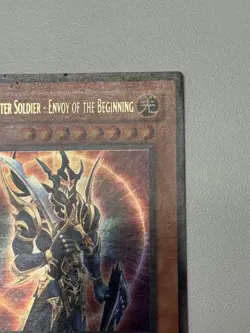 TER SOLDIER - ENVOY OF THE BEGINNING
光